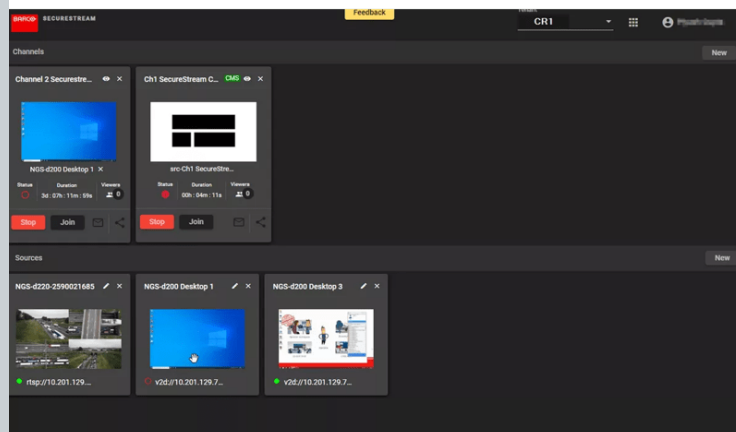 BARCO SECURESTREAM
Feedback
Tenant
CR1
Channels
New
Channel 2 Securestre...
Ch1 SecureStream C... CMS
NGS-d200 Desktop 1
src-Ch1 SecureStre...
Status Duration Viewers
3d : 07h : 11m : 59s 0
Status Duration Viewers
00h : 04m : 11s 0
Stop Join
Stop Join
Sources
New
NGS-d220-2590021685
NGS-d200 Desktop 1
NGS-d200 Desktop 3
rtsp://10.201.129....
v2d://10.201.129.7...
v2d://10.201.129.7...